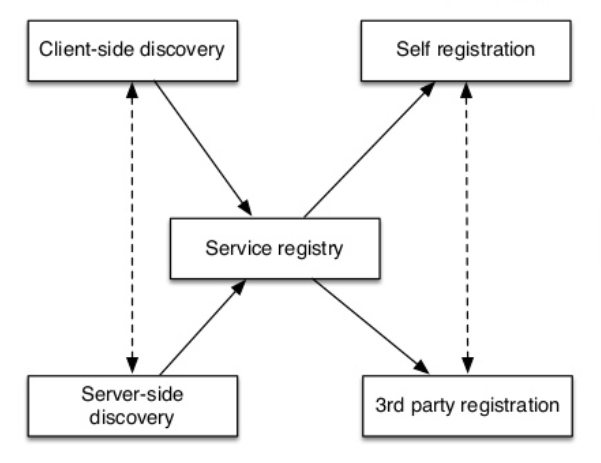 Client-side discovery
Self registration
Service registry
Server-side
discovery
3rd party registration